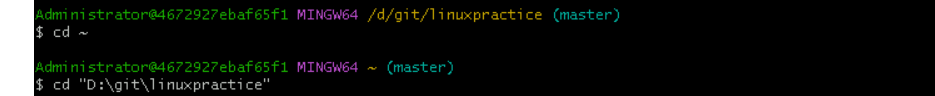 Administrator@4672927ebaf65f1 MINGW64 /d/git/linuxpractice (master)
$ cd ~
Administrator@4672927ebaf65f1 MINGW64 ~ (master)
$ cd "D:\git\linuxpractice"